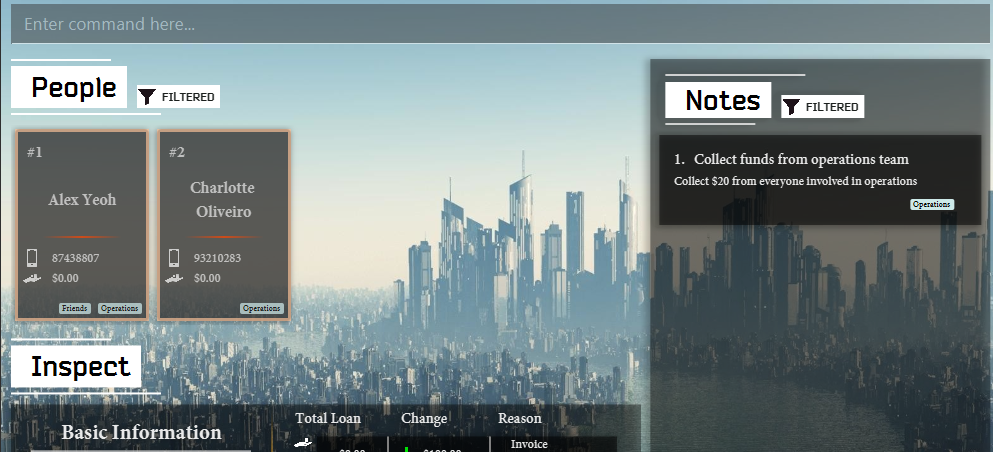 Enter command here...
People
FILTERED
#1
Alex Yeoh
87438807
$0.00
Friends Operations
#2
Charlotte
Oliveiro
93210283
$0.00
Operations
Notes
FILTERED
1. Collect funds from operations team
Collect $20 from everyone involved in operations
Operations
Inspect
Basic Information
Total Loan Change Reason
Invoice